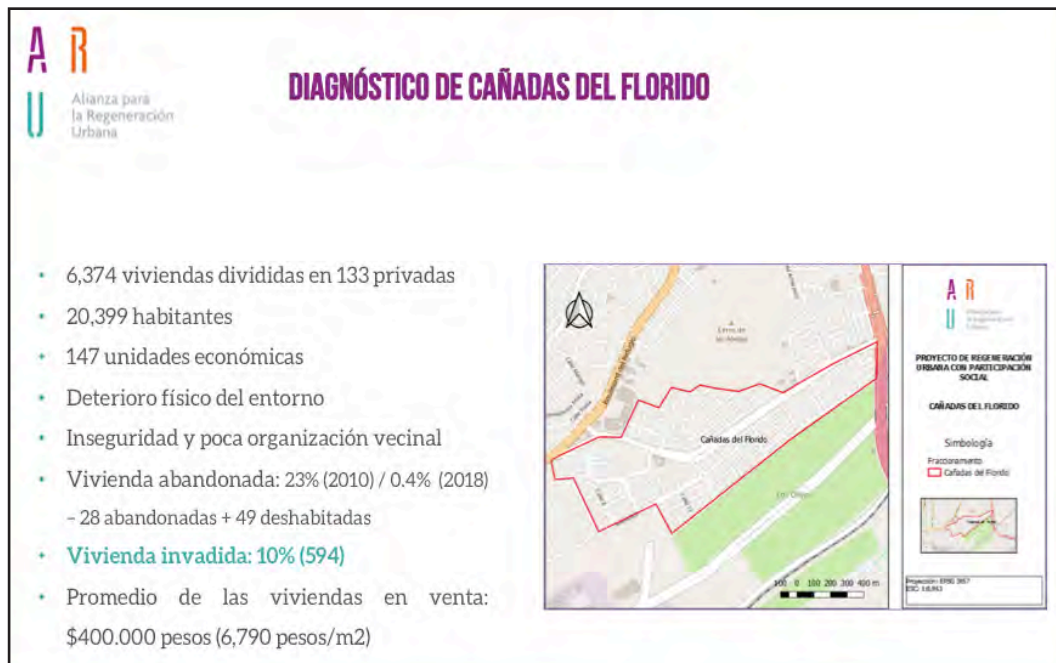 A R
U
Alianza para
la Regeneración
Urbana
DIAGNÓSTICO DE CAÑADAS DEL FLORIDO
• 6,374 viviendas divididas en 133 privadas
• 20,399 habitantes
• 147 unidades económicas
• Deterioro físico del entorno
• Inseguridad y poca organización vecinal
• Vivienda abandonada: 23% (2010) / 0.4% (2018)
– 28 abandonadas + 49 deshabitadas
• Vivienda invadida: 10% (594)
• Promedio de las viviendas en venta:
$400.000 pesos (6,790 pesos/m2)
Cerro de
las Abejas
Cañadas del Florido
100 0 100 200 300 400 m
A R
U
PROYECTO DE REGENERACIÓN
URBANA CON PARTICIPACIÓN
SOCIAL
CAÑADAS DEL FLORIDO
Simbología
Fraccionamiento
Cañadas del Florido